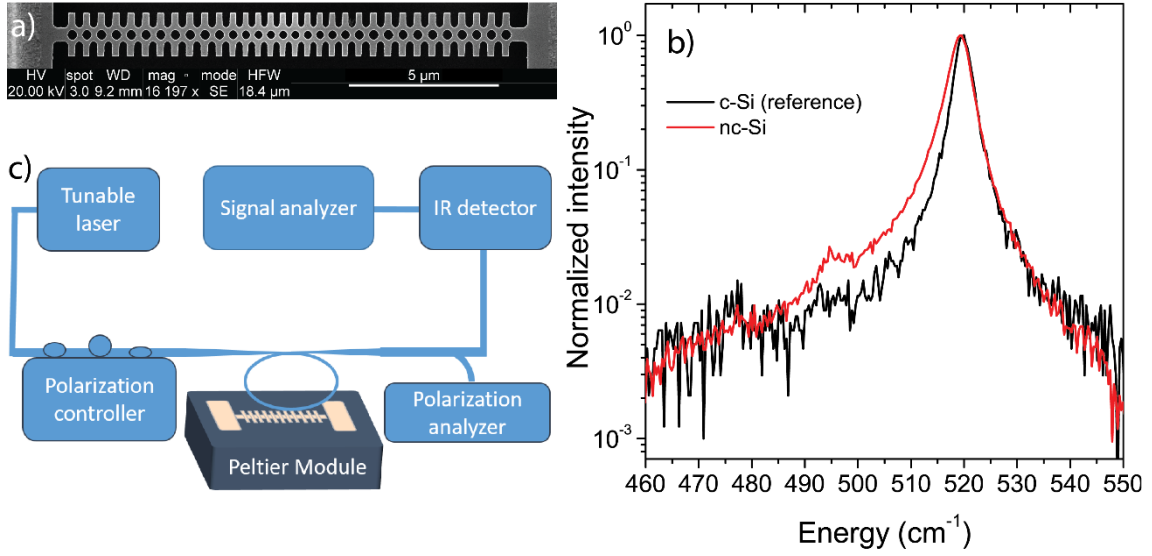 a)
HV spot WD mag mode HFW 5 µm
20.00 kV 3.0 9.2 mm 16 197 x SE 18.4 µm
c)
Tunable
laser
Signal analyzer
IR detector
Polarization
controller
Polarization
analyzer
Peltier Module
b)
c-Si (reference)
nc-Si
Normalized intensity
10⁰
10⁻¹
10⁻²
10⁻³
460 470 480 490 500 510 520 530 540 550
Energy (cm⁻¹)